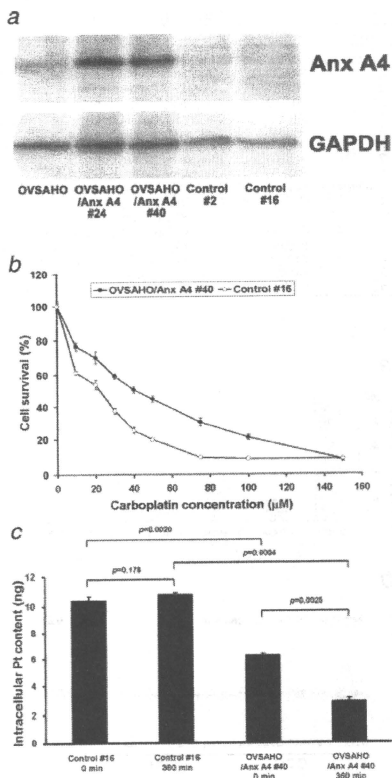 a
Anx A4
GAPDH
OVSAHO
OVSAHO /Anx A4 #24
OVSAHO /Anx A4 #40
Control #2
Control #16
b
OVSAHO/Anx A4 #40
Control #16
Cell survival (%)
120
100
80
60
40
20
0
0 20 40 60 80 100 120 140 160
Carboplatin concentration (μM)
c
p=0.0020
p=0.0004
p=0.178
p=0.0025
Intracellular Pt content (ng)
12
10
8
6
4
2
0
Control #16 0 min
Control #16 360 min
OVSAHO /Anx A4 #40 0 min
OVSAHO /Anx A4 #40 360 min